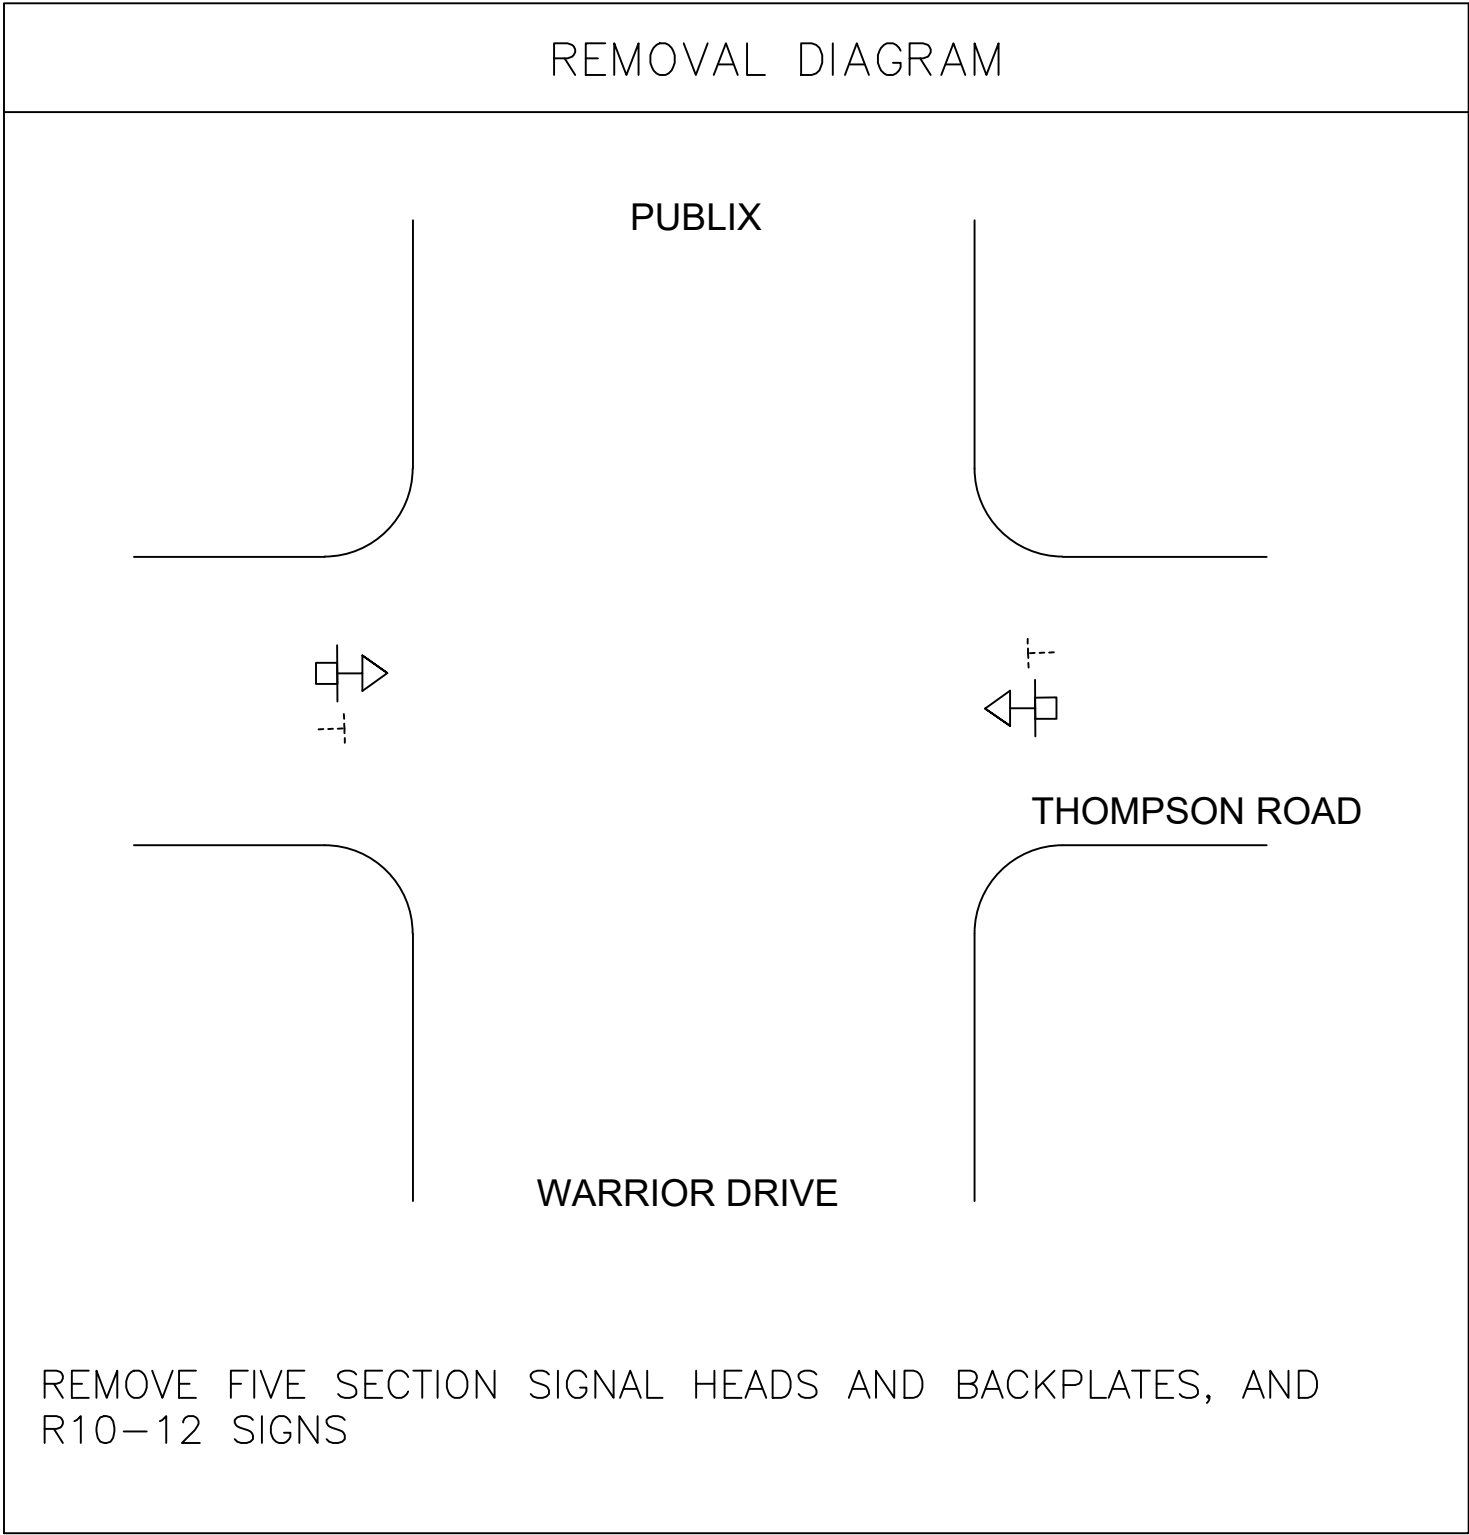 REMOVAL DIAGRAM
PUBLIX
THOMPSON ROAD
WARRIOR DRIVE
REMOVE FIVE SECTION SIGNAL HEADS AND BACKPLATES, AND
R10-12 SIGNS